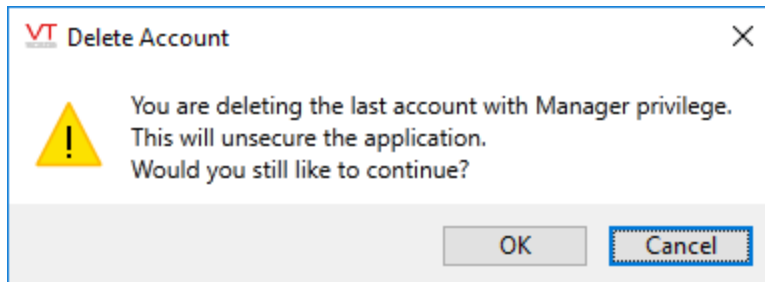 VT Delete Account
You are deleting the last account with Manager privilege.
This will unsecure the application.
Would you still like to continue?
OK Cancel